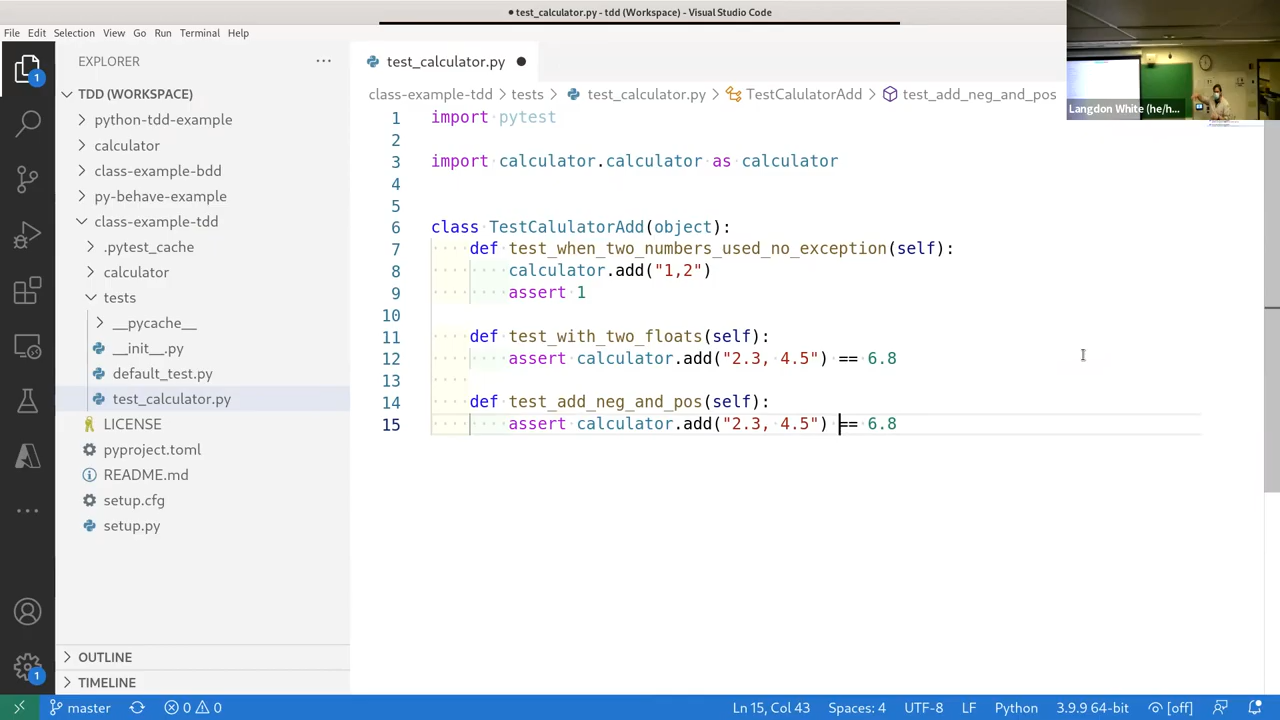 ● test_calculator.py - tdd (Workspace) - Visual Studio Code
File Edit Selection View Go Run Terminal Help
EXPLORER
TDD (WORKSPACE)
python-tdd-example
calculator
class-example-bdd
py-behave-example
class-example-tdd
.pytest_cache
calculator
tests
__pycache__
__init__.py
default_test.py
test_calculator.py
LICENSE
pyproject.toml
README.md
setup.cfg
setup.py
OUTLINE
TIMELINE
1
1
test_calculator.py
class-example-tdd > tests > test_calculator.py > TestCalulatorAdd > test_add_neg_and_pos
1 import pytest
2
3 import calculator.calculator as calculator
4
5
6 class TestCalulatorAdd(object):
7 def test_when_two_numbers_used_no_exception(self):
8 calculator.add("1,2")
9 assert 1
10
11 def test_with_two_floats(self):
12 assert calculator.add("2.3, 4.5") == 6.8
13
14 def test_add_neg_and_pos(self):
15 assert calculator.add("2.3, 4.5") == 6.8
Langdon White (he/h...
master 0 0 Ln 15, Col 43 Spaces: 4 UTF-8 LF Python 3.9.9 64-bit [off]